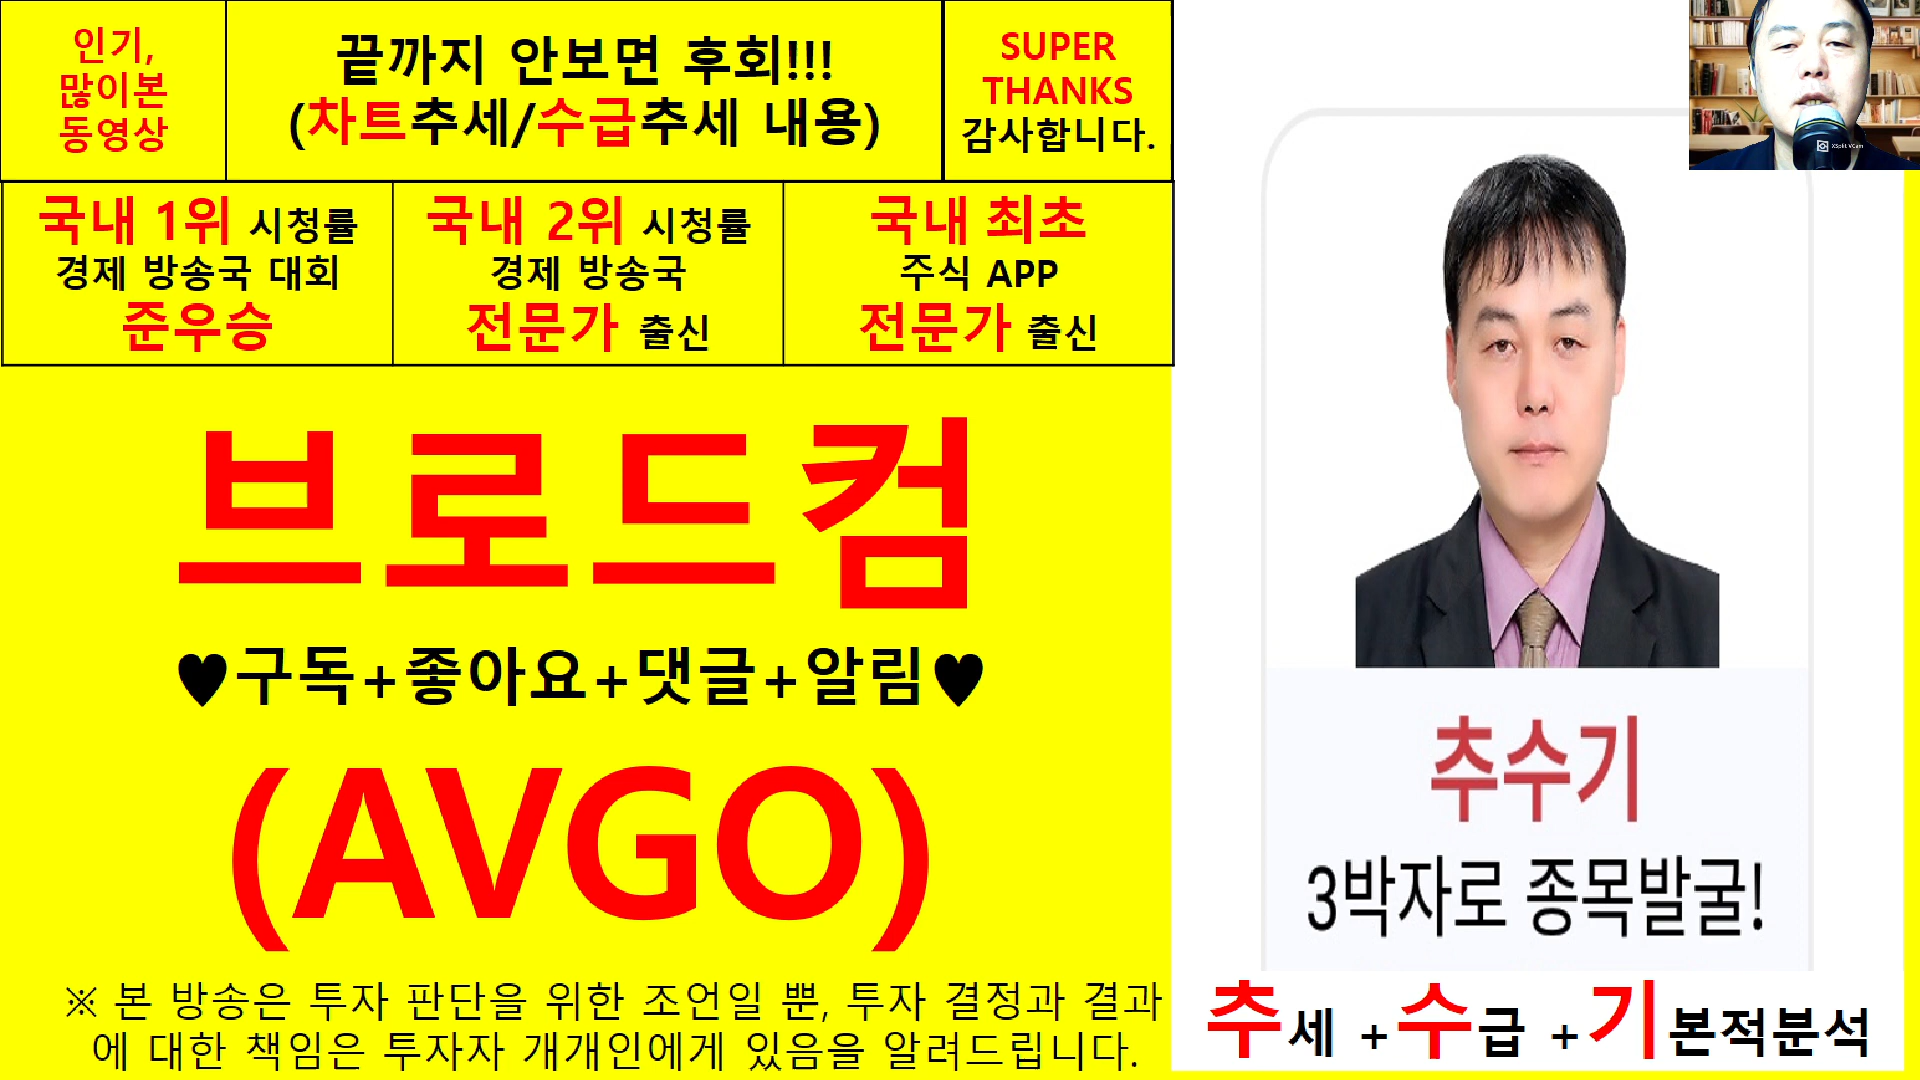 인기,
많이본
동영상
끝까지 안보면 후회!!!
(차트추세/수급추세 내용)
SUPER
THANKS
감사합니다.
국내 1위 시청률
경제 방송국 대회
준우승
국내 2위 시청률
경제 방송국
전문가 출신
국내 최초
주식 APP
전문가 출신
브로드컴
♥구독+좋아요+댓글+알림♥
(AVGO)
※ 본 방송은 투자 판단을 위한 조언일 뿐, 투자 결정과 결과
에 대한 책임은 투자자 개개인에게 있음을 알려드립니다.
XSplit VCam
추수기
3박자로 종목발굴!
추세 +수급 +기본적분석